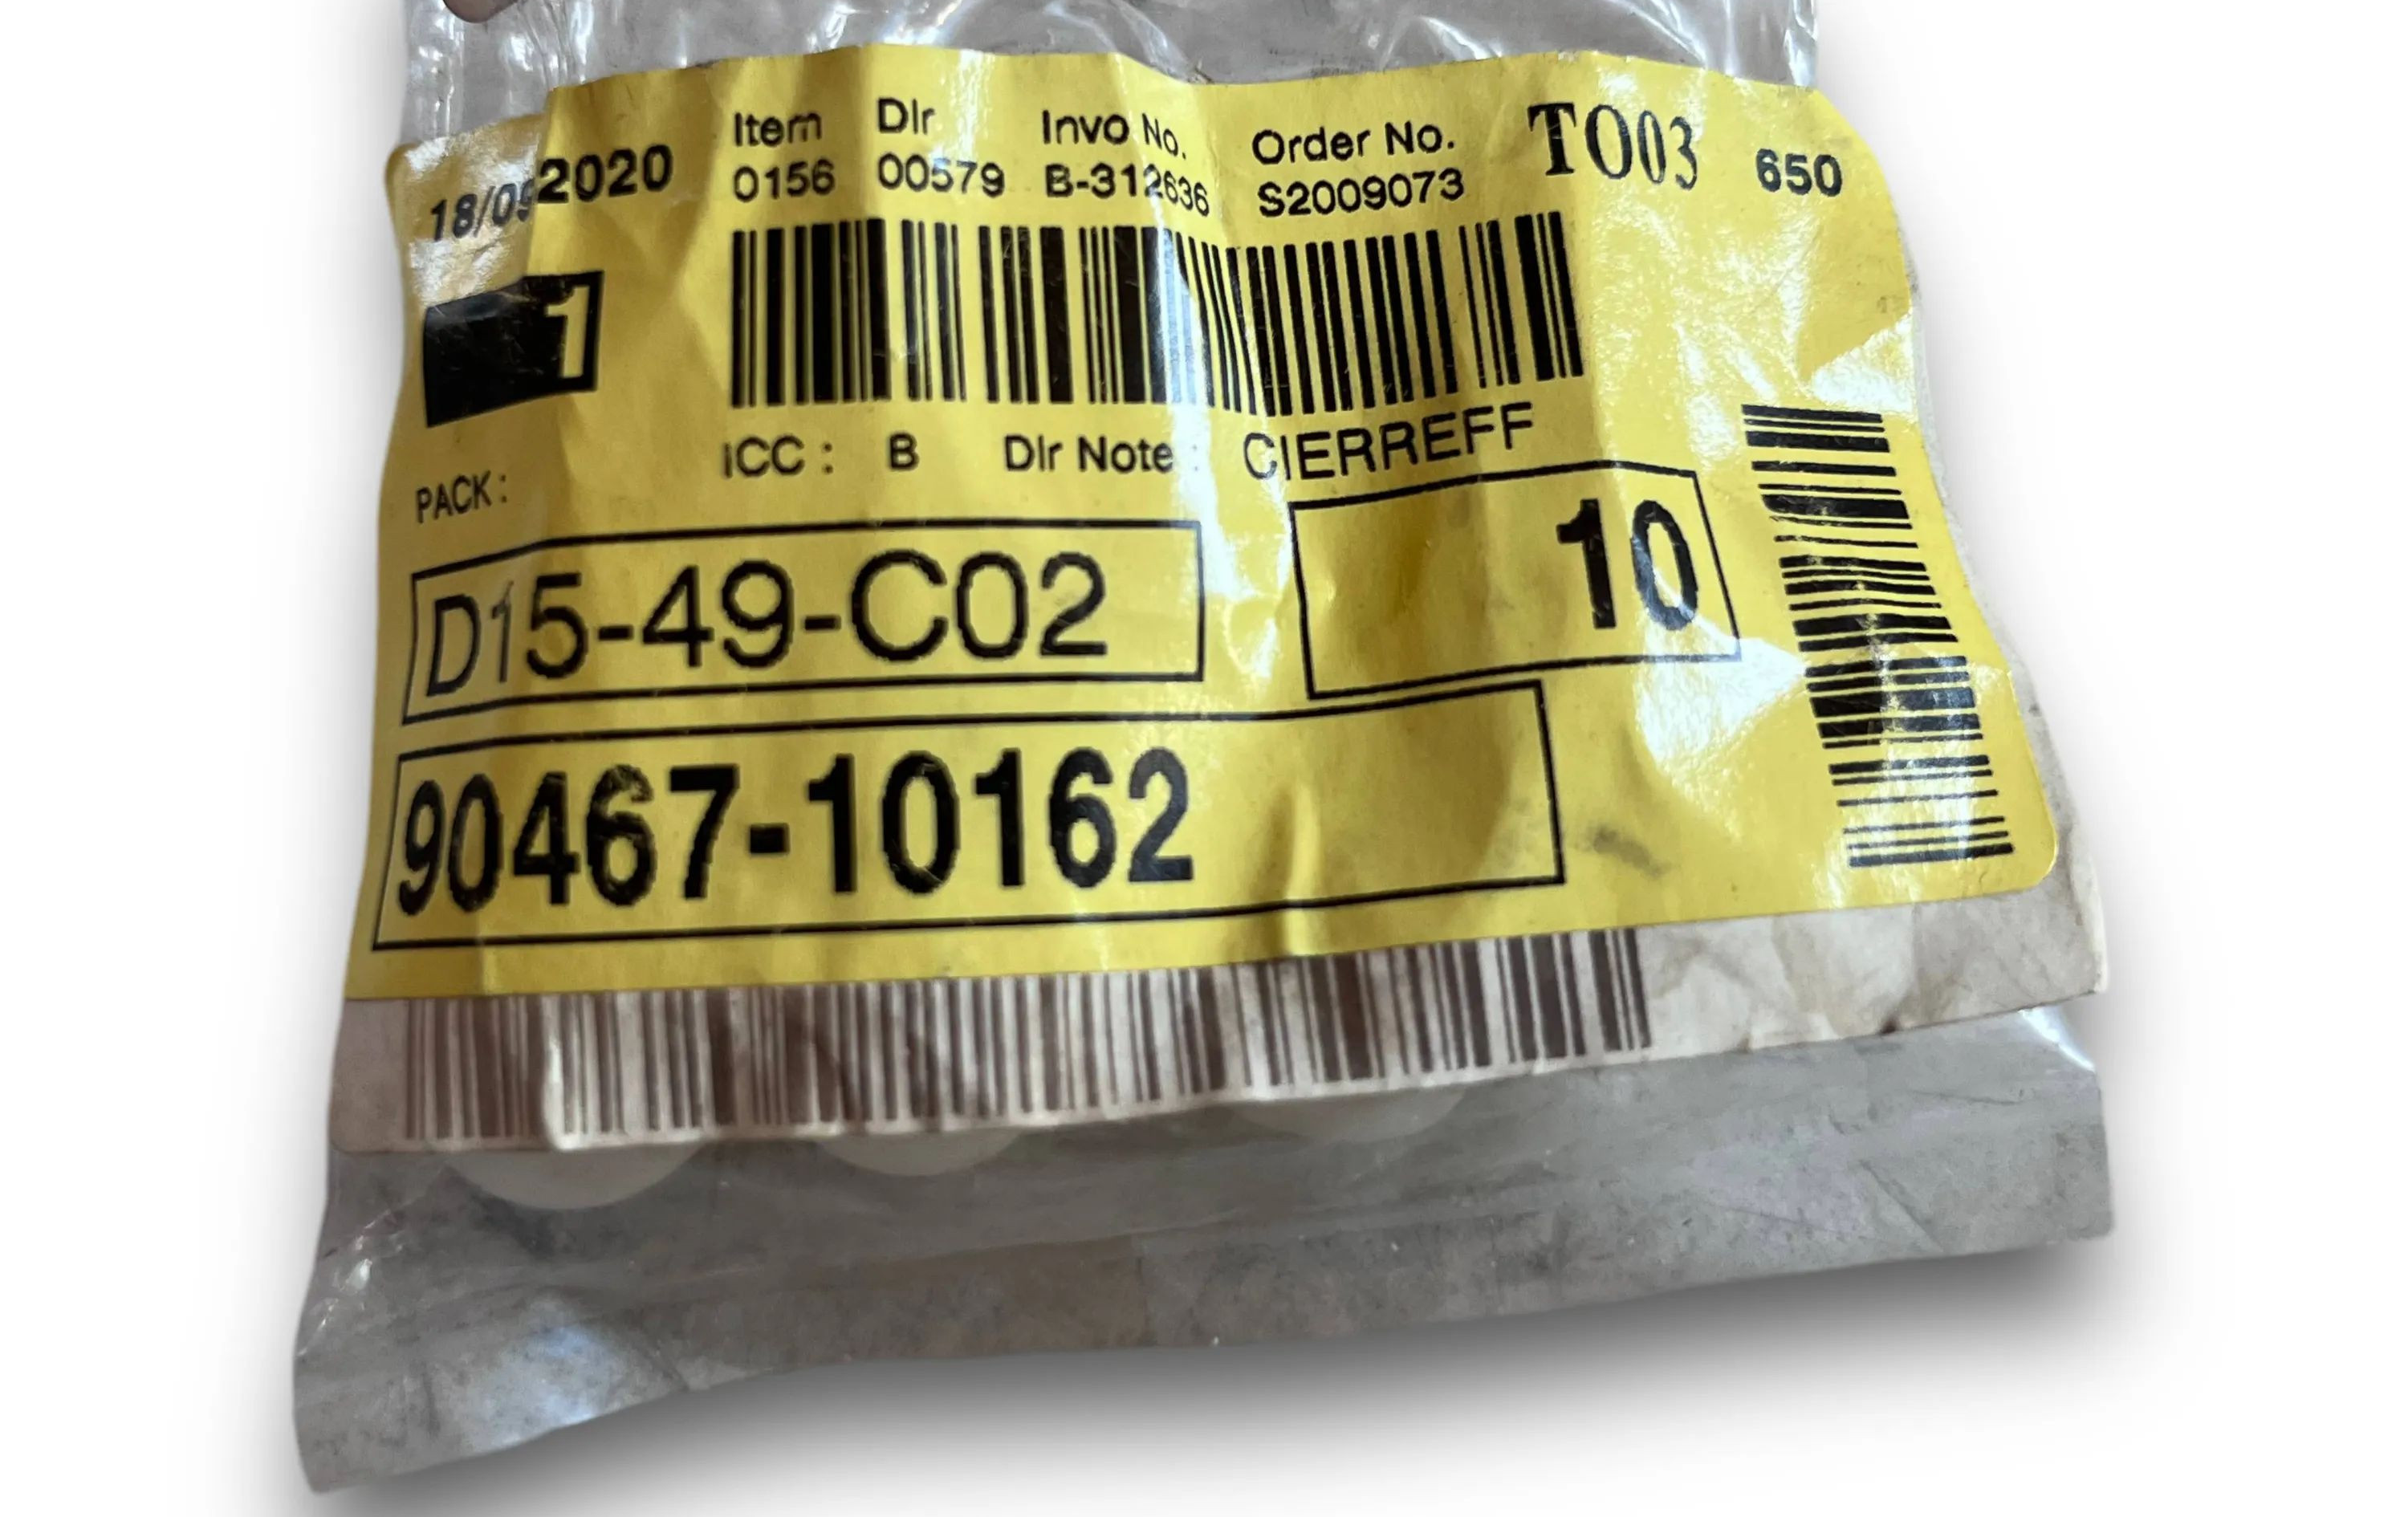 18/09/2020 Item Dlr Invo No. Order No. TO03 650
0156 00579 B-312636 S2009073
1
ICC : B Dlr Note : CIERREFF
PACK :
D15-49-C02 10
90467-10162